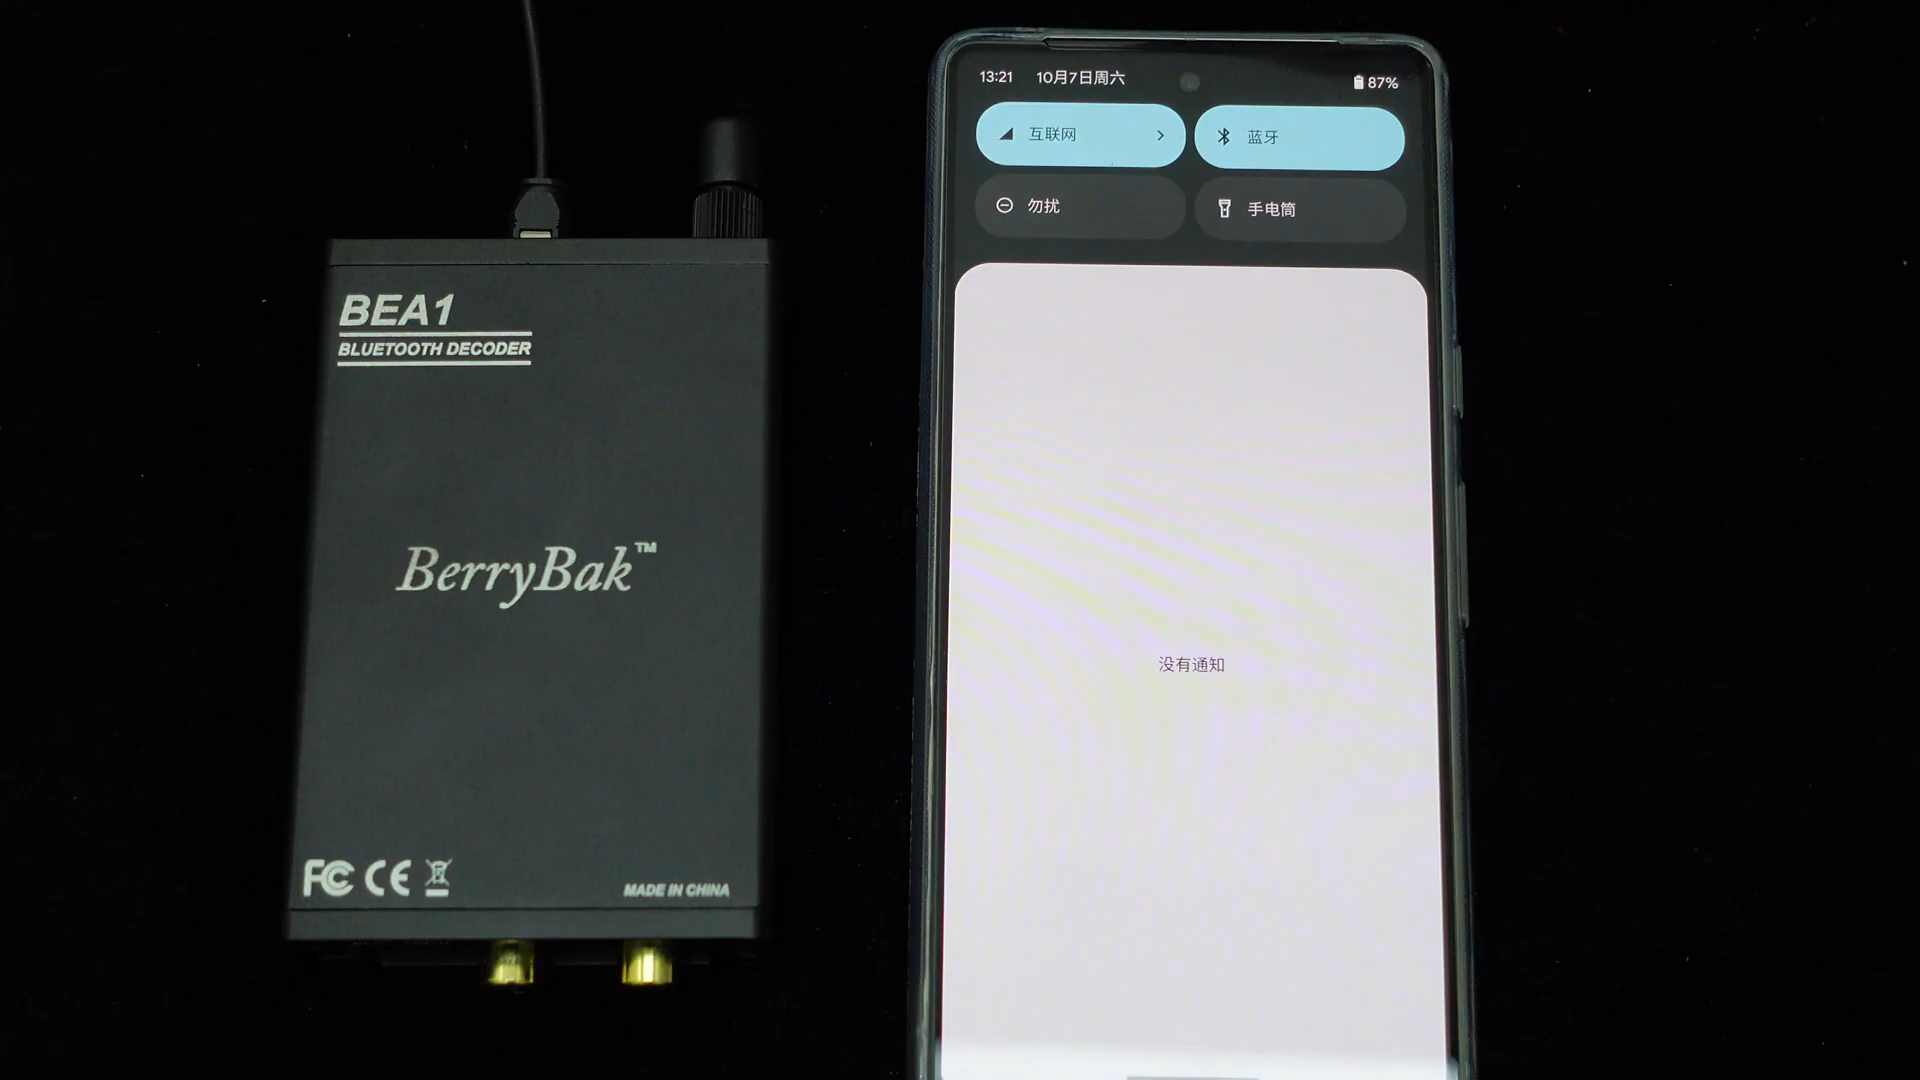 BEA1
BLUETOOTH DECODER
BerryBak™
FC CE
MADE IN CHINA
13:21 10月7日周六 87%
互联网
蓝牙
勿扰
手电筒
没有通知